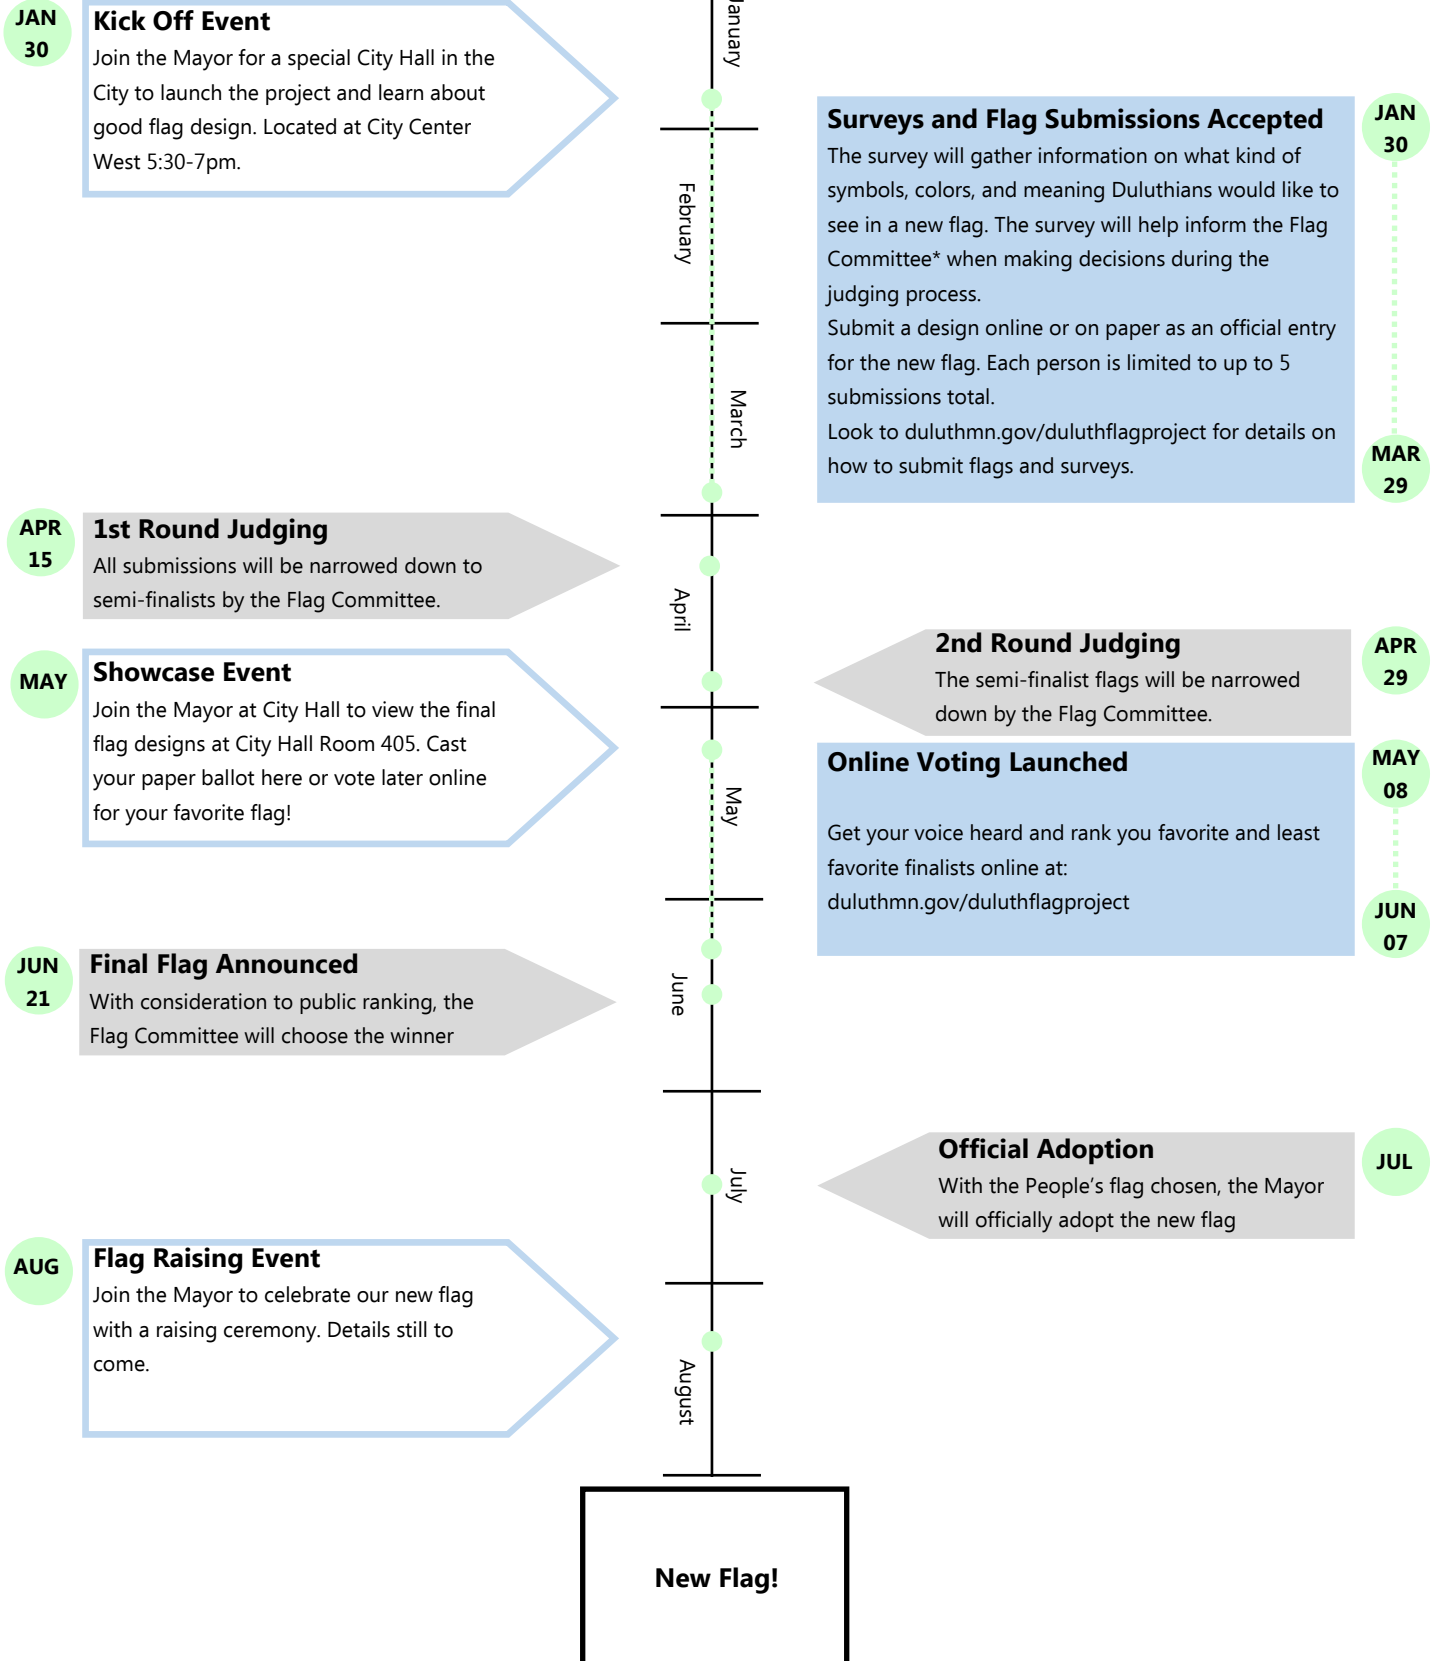 JAN
30
Kick Off Event
Join the Mayor for a special City Hall in the
City to launch the project and learn about
good flag design. Located at City Center
West 5:30-7pm.
January
Surveys and Flag Submissions Accepted
The survey will gather information on what kind of
symbols, colors, and meaning Duluthians would like to
see in a new flag. The survey will help inform the Flag
Committee* when making decisions during the
judging process.
Submit a design online or on paper as an official entry
for the new flag. Each person is limited to up to 5
submissions total.
Look to duluthmn.gov/duluthflagproject for details on
how to submit flags and surveys.
JAN
30
MAR
29
February
March
APR
15
1st Round Judging
All submissions will be narrowed down to
semi-finalists by the Flag Committee.
April
2nd Round Judging
The semi-finalist flags will be narrowed
down by the Flag Committee.
APR
29
MAY
Showcase Event
Join the Mayor at City Hall to view the final
flag designs at City Hall Room 405. Cast
your paper ballot here or vote later online
for your favorite flag!
May
Online Voting Launched
Get your voice heard and rank you favorite and least
favorite finalists online at:
duluthmn.gov/duluthflagproject
MAY
08
JUN
07
JUN
21
Final Flag Announced
With consideration to public ranking, the
Flag Committee will choose the winner
June
Official Adoption
With the People’s flag chosen, the Mayor
will officially adopt the new flag
JUL
July
AUG
Flag Raising Event
Join the Mayor to celebrate our new flag
with a raising ceremony. Details still to
come.
August
New Flag!